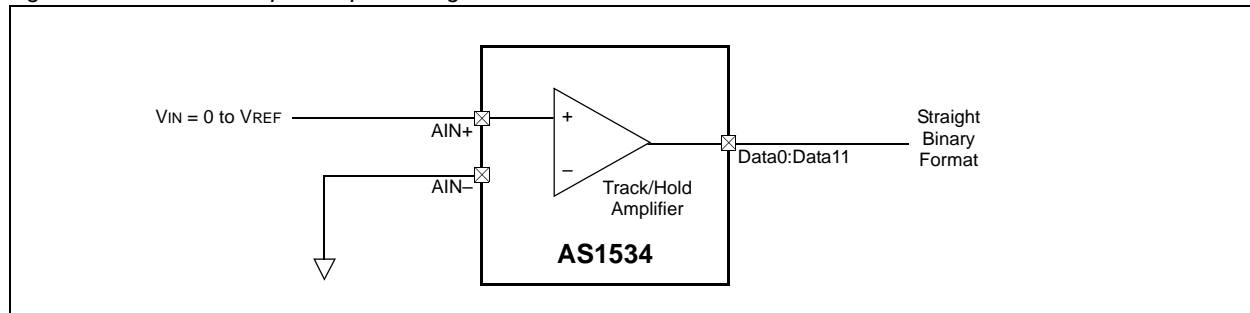 VIN = 0 to VREF
AIN+
AIN–
+
–
Track/Hold
Amplifier
AS1534
Data0:Data11
Straight
Binary
Format